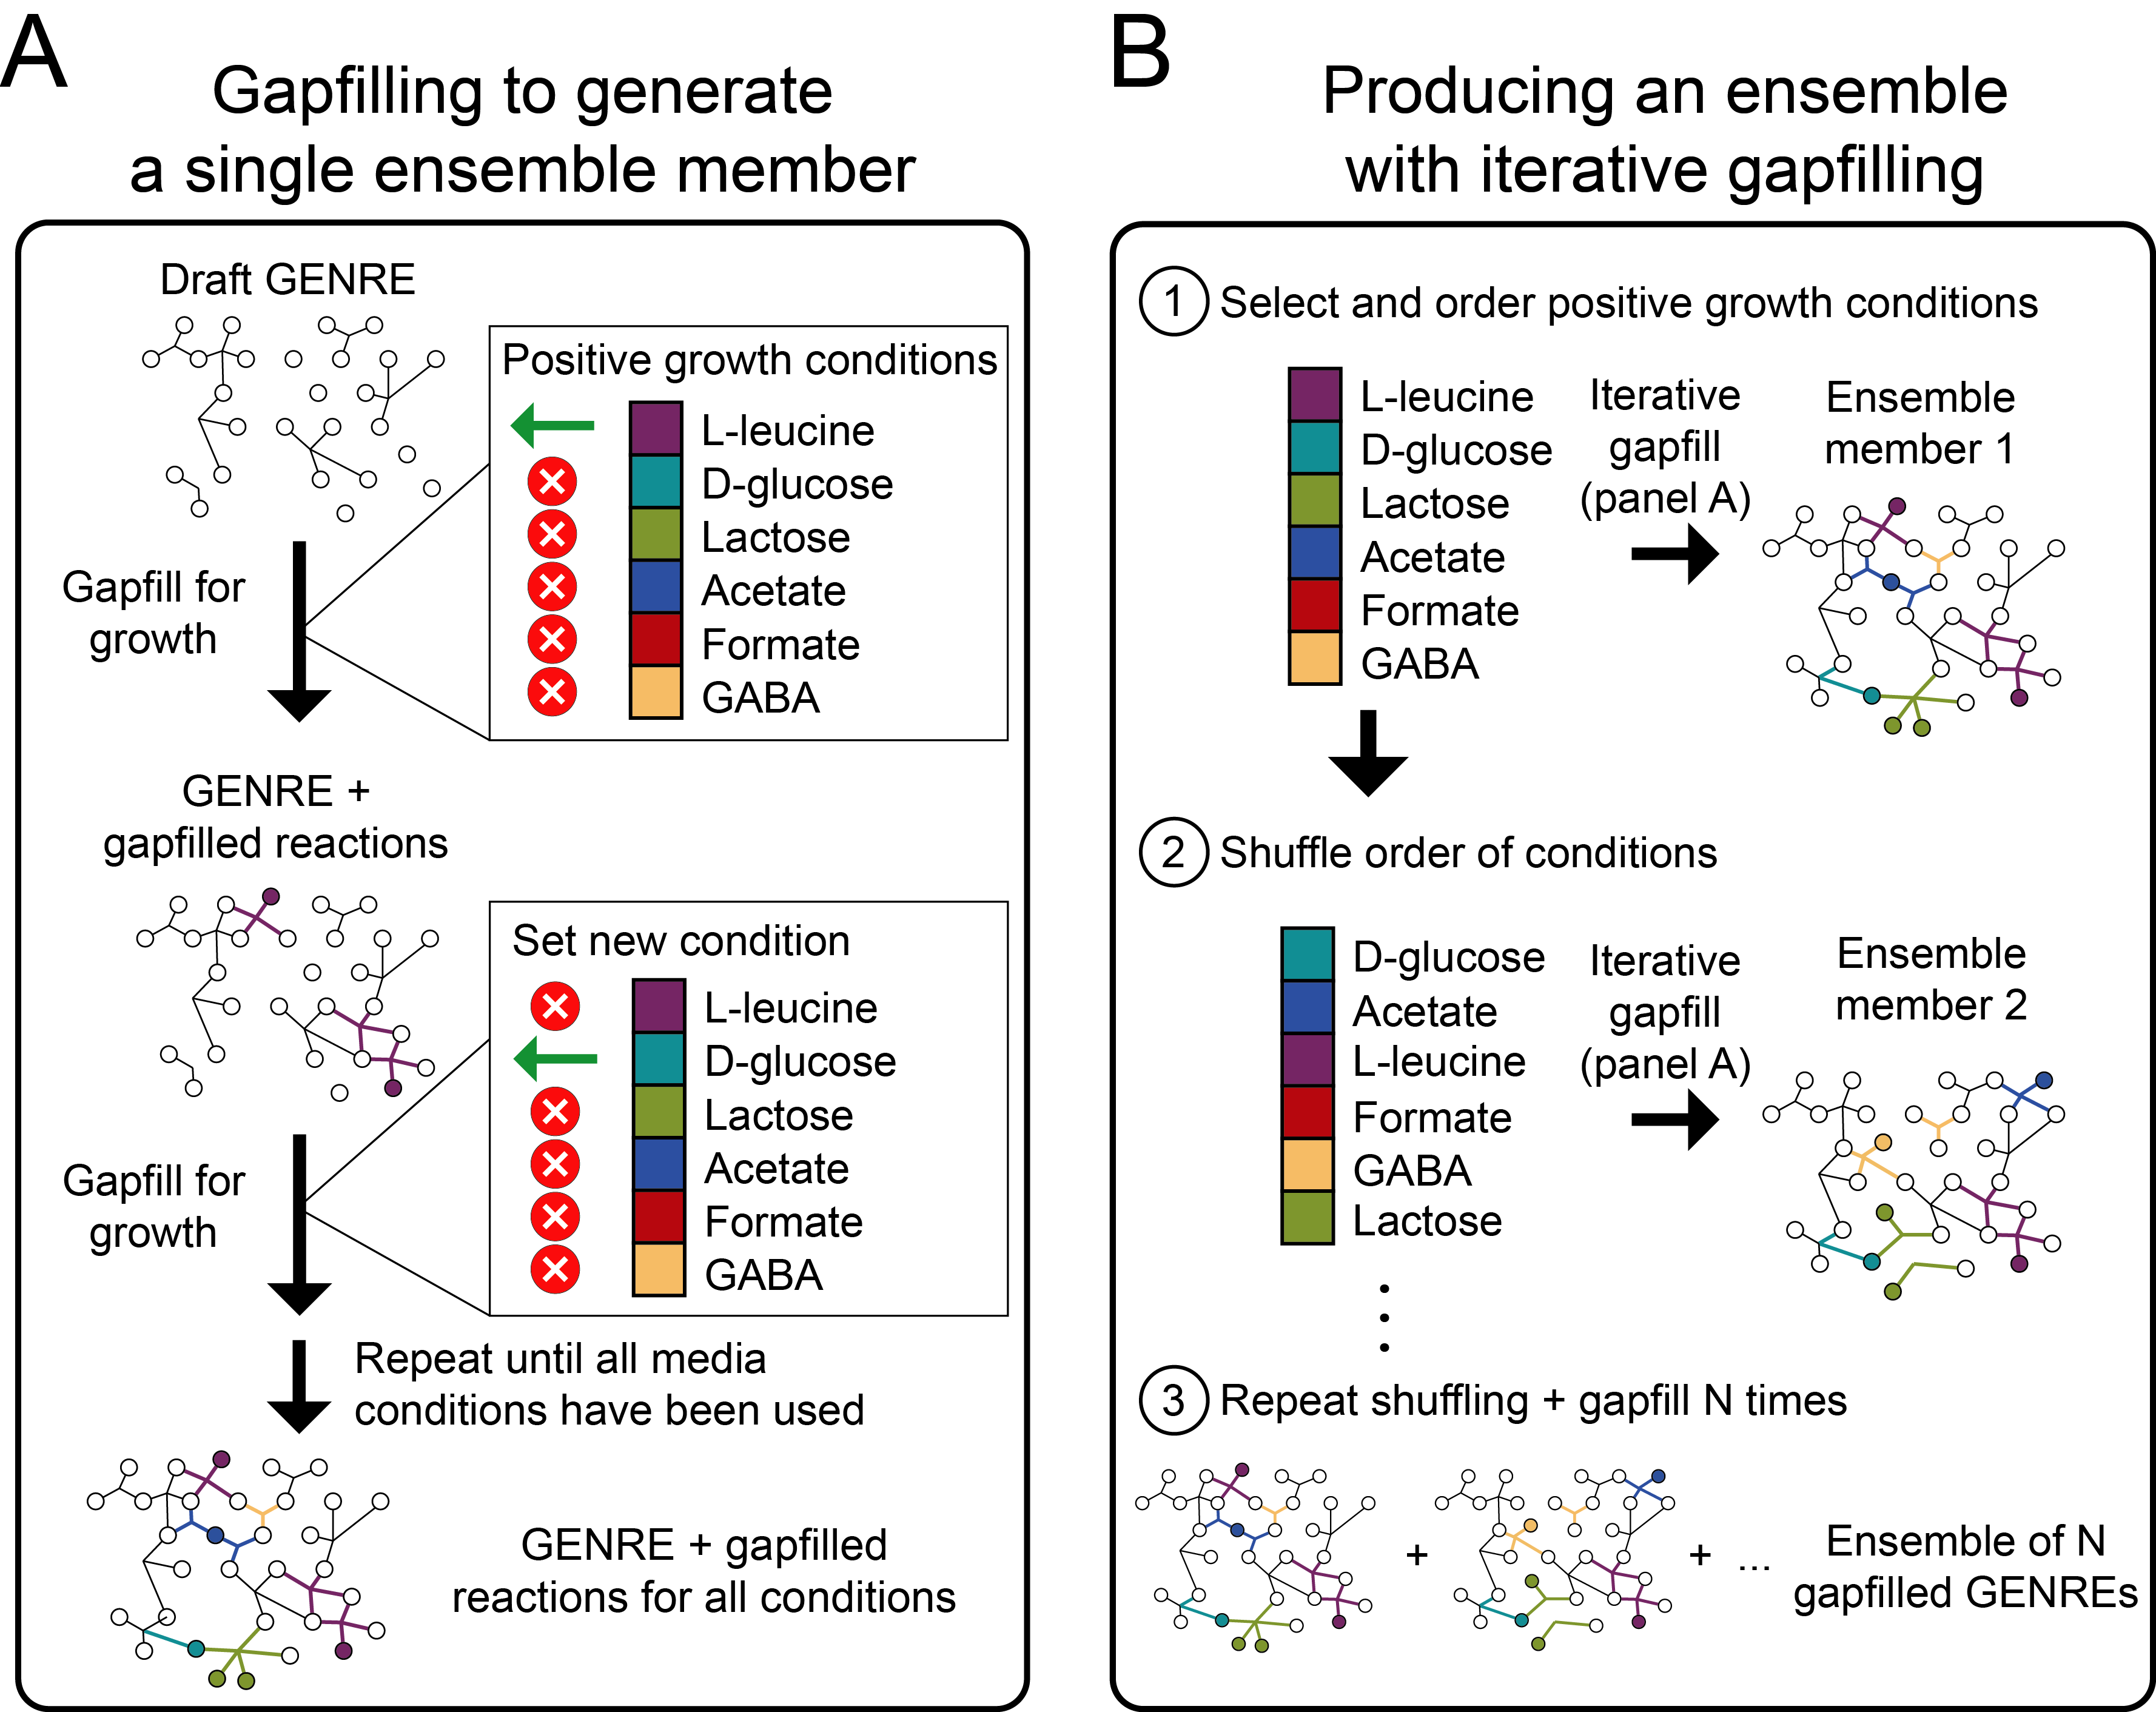 A
Gapfilling to generate
a single ensemble member
Draft GENRE
Positive growth conditions
L-leucine
D-glucose
Lactose
Acetate
Formate
GABA
Gapfill for
growth
GENRE +
gapfilled reactions
Set new condition
L-leucine
D-glucose
Lactose
Acetate
Formate
GABA
Gapfill for
growth
Repeat until all media
conditions have been used
GENRE + gapfilled
reactions for all conditions
B
Producing an ensemble
with iterative gapfilling
1 Select and order positive growth conditions
L-leucine
D-glucose
Lactose
Acetate
Formate
GABA
Iterative
gapfill
(panel A)
Ensemble
member 1
2 Shuffle order of conditions
D-glucose
Acetate
L-leucine
Formate
GABA
Lactose
Iterative
gapfill
(panel A)
Ensemble
member 2
3 Repeat shuffling + gapfill N times
+ + ...
Ensemble of N
gapfilled GENREs